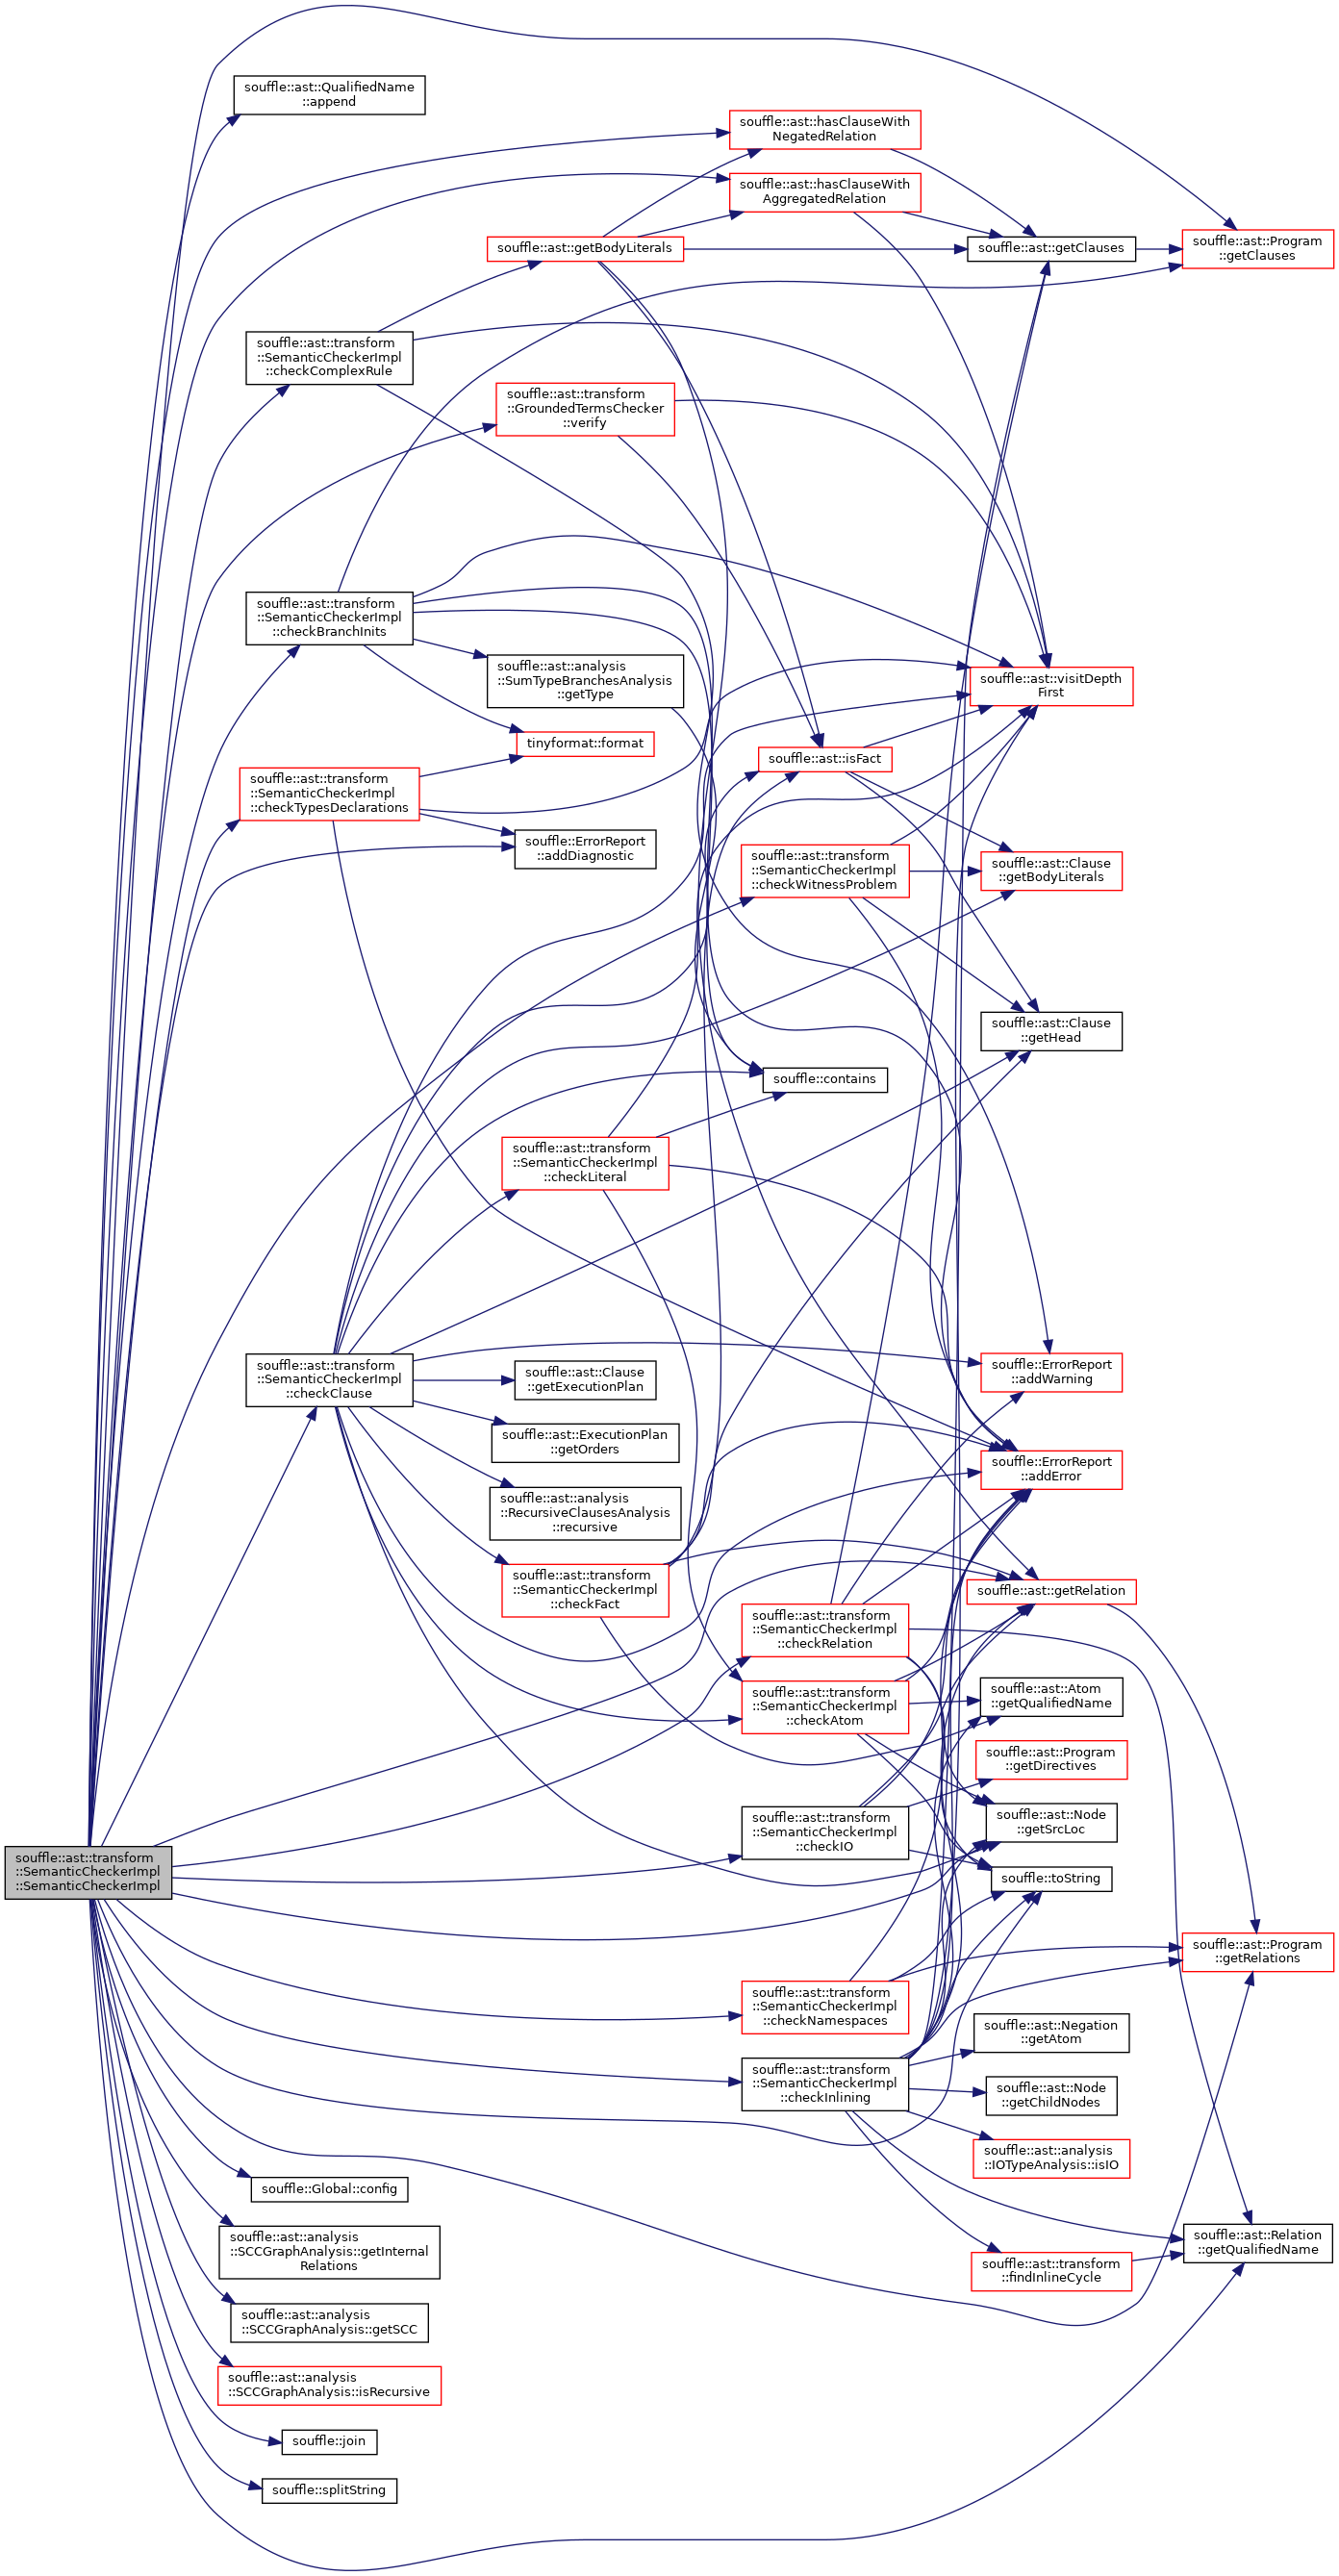 souffle::ast::QualifiedName
::append
souffle::ast::hasClauseWith
NegatedRelation
souffle::ast::hasClauseWith
AggregatedRelation
souffle::ast::getBodyLiterals
souffle::ast::getClauses
souffle::ast::Program
::getClauses
souffle::ast::transform
::SemanticCheckerImpl
::checkComplexRule
souffle::ast::transform
::GroundedTermsChecker
::verify
souffle::ast::transform
::SemanticCheckerImpl
::checkBranchInits
souffle::ast::analysis
::SumTypeBranchesAnalysis
::getType
souffle::ast::visitDepth
First
tinyformat::format
souffle::ast::isFact
souffle::ast::transform
::SemanticCheckerImpl
::checkTypesDeclarations
souffle::ErrorReport
::addDiagnostic
souffle::ast::transform
::SemanticCheckerImpl
::checkWitnessProblem
souffle::ast::Clause
::getBodyLiterals
souffle::ast::Clause
::getHead
souffle::contains
souffle::ast::transform
::SemanticCheckerImpl
::checkLiteral
souffle::ast::transform
::SemanticCheckerImpl
::checkClause
souffle::ast::Clause
::getExecutionPlan
souffle::ErrorReport
::addWarning
souffle::ast::ExecutionPlan
::getOrders
souffle::ErrorReport
::addError
souffle::ast::analysis
::RecursiveClausesAnalysis
::recursive
souffle::ast::transform
::SemanticCheckerImpl
::checkFact
souffle::ast::getRelation
souffle::ast::transform
::SemanticCheckerImpl
::checkRelation
souffle::ast::transform
::SemanticCheckerImpl
::checkAtom
souffle::ast::Atom
::getQualifiedName
souffle::ast::Program
::getDirectives
souffle::ast::transform
::SemanticCheckerImpl
::checkIO
souffle::ast::Node
::getSrcLoc
souffle::ast::transform
::SemanticCheckerImpl
::SemanticCheckerImpl
souffle::toString
souffle::ast::Program
::getRelations
souffle::ast::transform
::SemanticCheckerImpl
::checkNamespaces
souffle::ast::Negation
::getAtom
souffle::ast::transform
::SemanticCheckerImpl
::checkInlining
souffle::ast::Node
::getChildNodes
souffle::ast::analysis
::IOTypeAnalysis::isIO
souffle::Global::config
souffle::ast::analysis
::SCCGraphAnalysis::getInternal
Relations
souffle::ast::Relation
::getQualifiedName
souffle::ast::transform
::findInlineCycle
souffle::ast::analysis
::SCCGraphAnalysis::getSCC
souffle::ast::analysis
::SCCGraphAnalysis::isRecursive
souffle::join
souffle::splitString